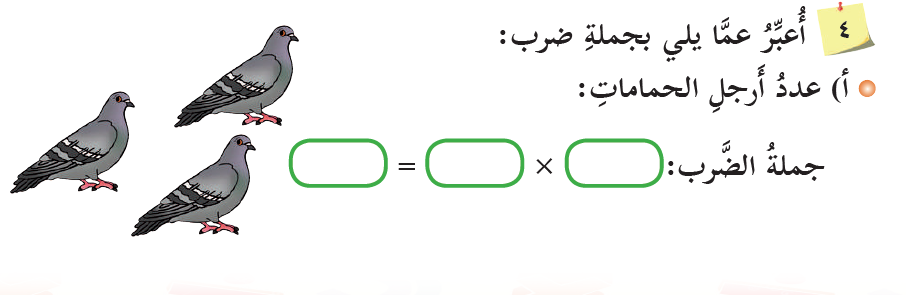 ٤ أُعبِّرُ عمَّا يلي بجملةِ ضرب:
أ) عددُ أَرجلِ الحماماتِ:
جملةُ الضَّرب: × =